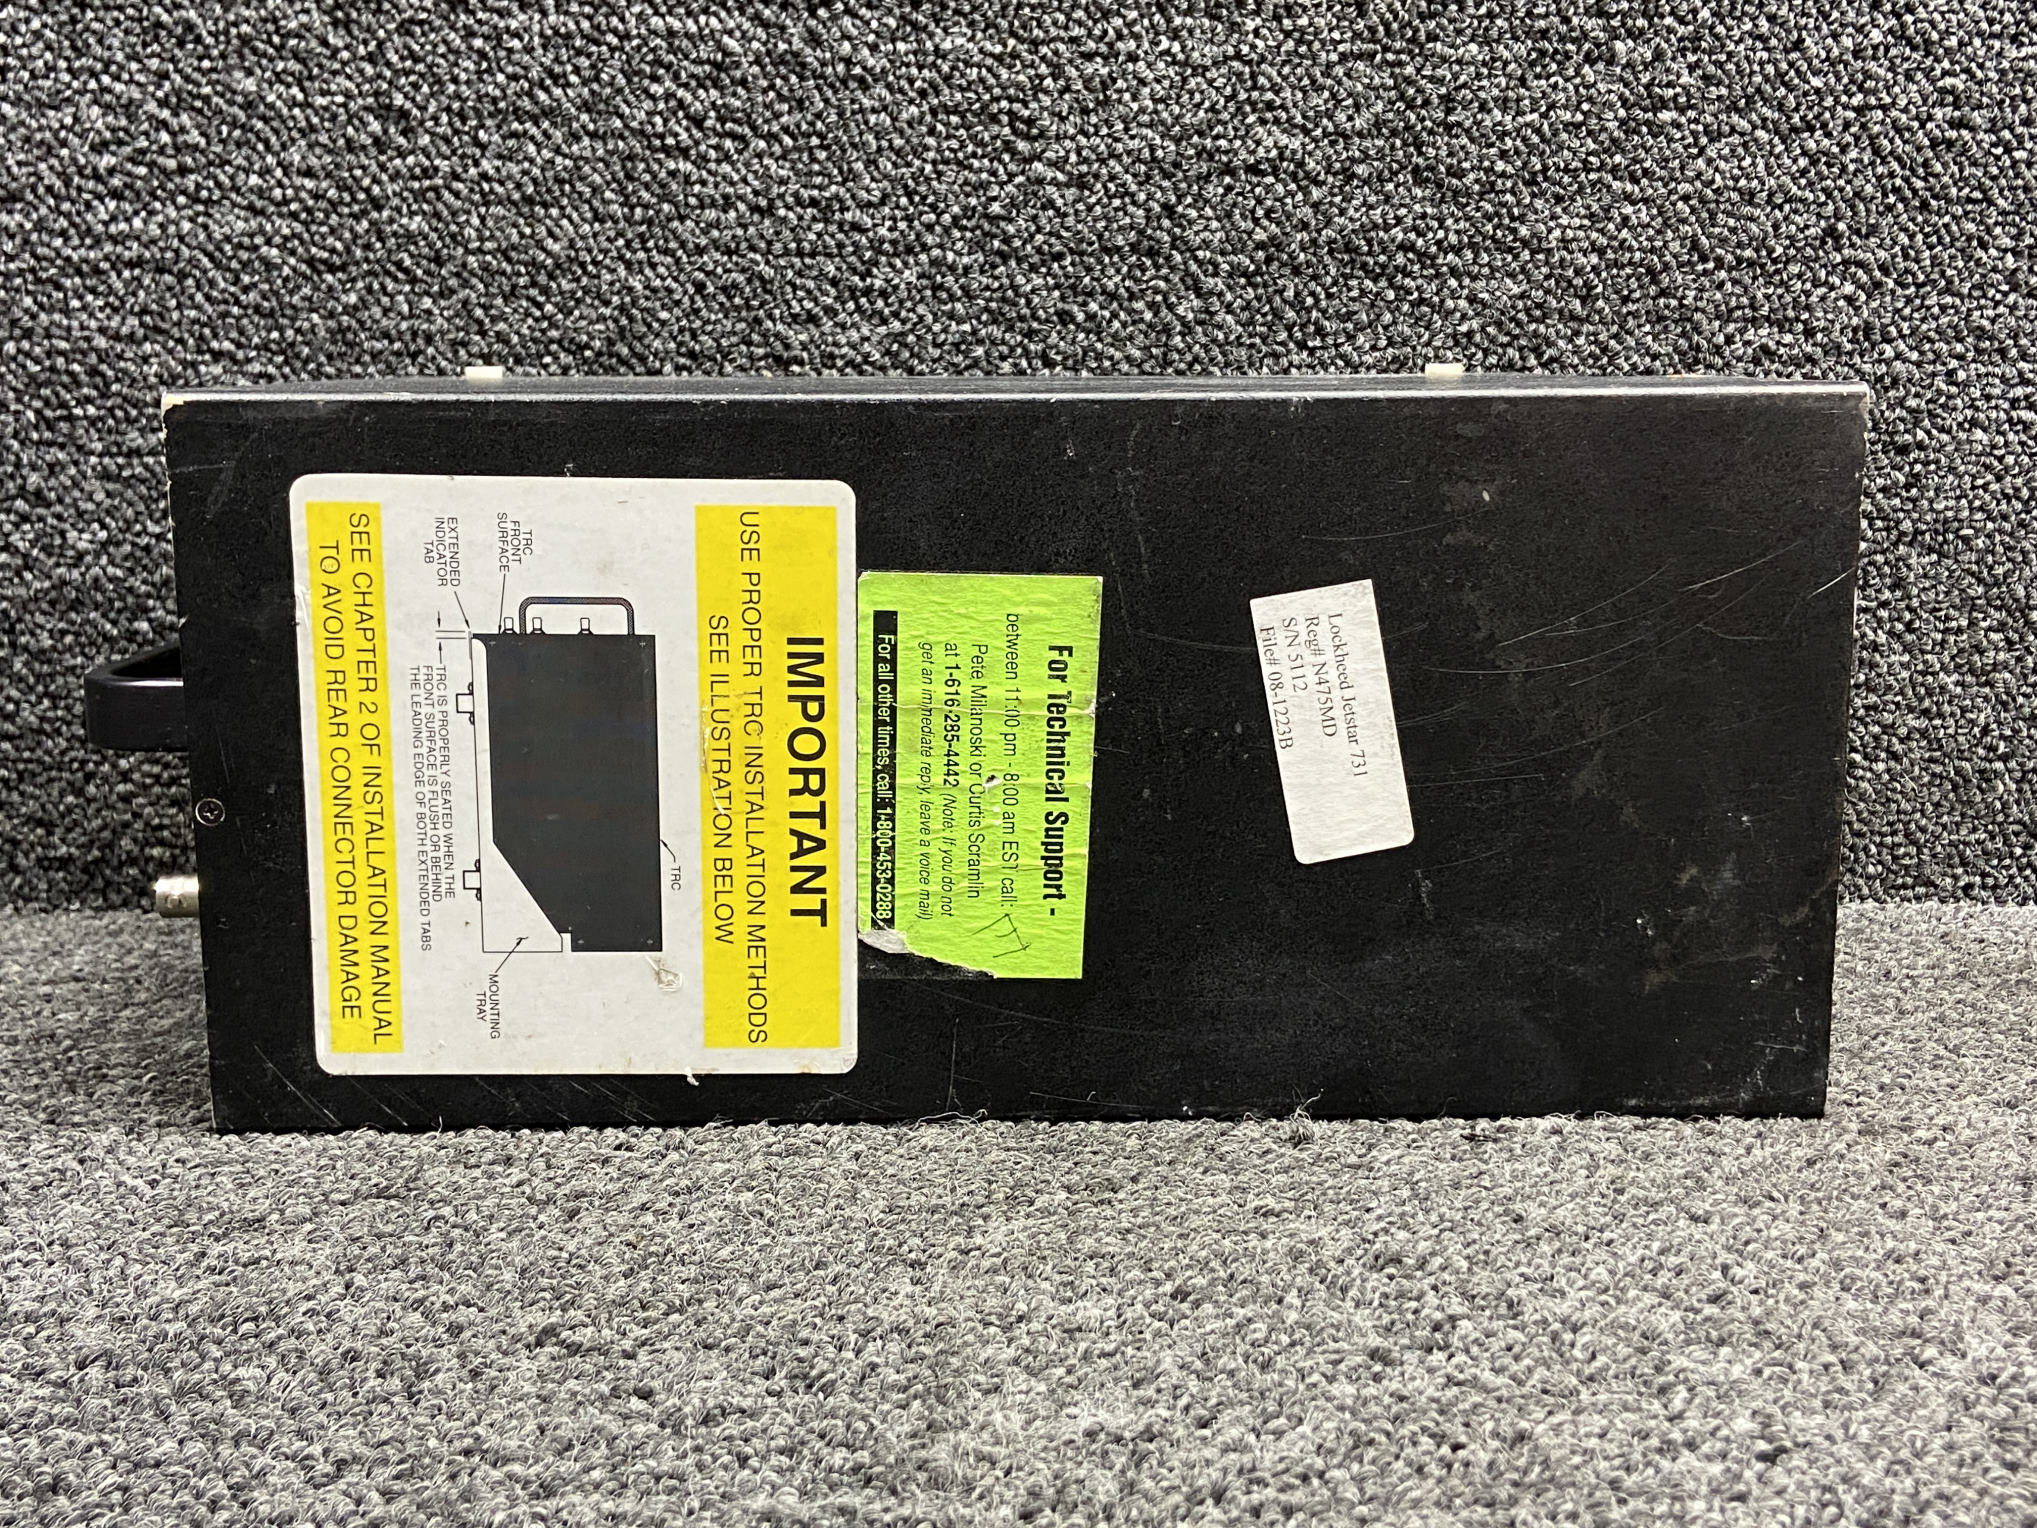 IMPORTANT
USE PROPER TRC INSTALLATION METHODS
SEE ILLUSTRATION BELOW
TRC
TRC
FRONT
SURFACE
EXTENDED
INDICATOR
TAB
MOUNTING
TRAY
TRC IS PROPERLY SEATED WHEN THE
FRONT SURFACE IS FLUSH OR BEHIND
THE LEADING EDGE OF BOTH EXTENDED TABS
SEE CHAPTER 2 OF INSTALLATION MANUAL
TO AVOID REAR CONNECTOR DAMAGE
For Technical Support -
between 11:00 pm - 8:00 am EST call:
Pete Milanoski or Curtis Scramlin
at 1-616-285-4442 (Note: If you do not
get an immediate reply, leave a voice mail)
For all other times, call: 1-800-453-0288
Lockheed Jetstar 731
Reg# N475MD
S/N 5112
File# 08-1223B